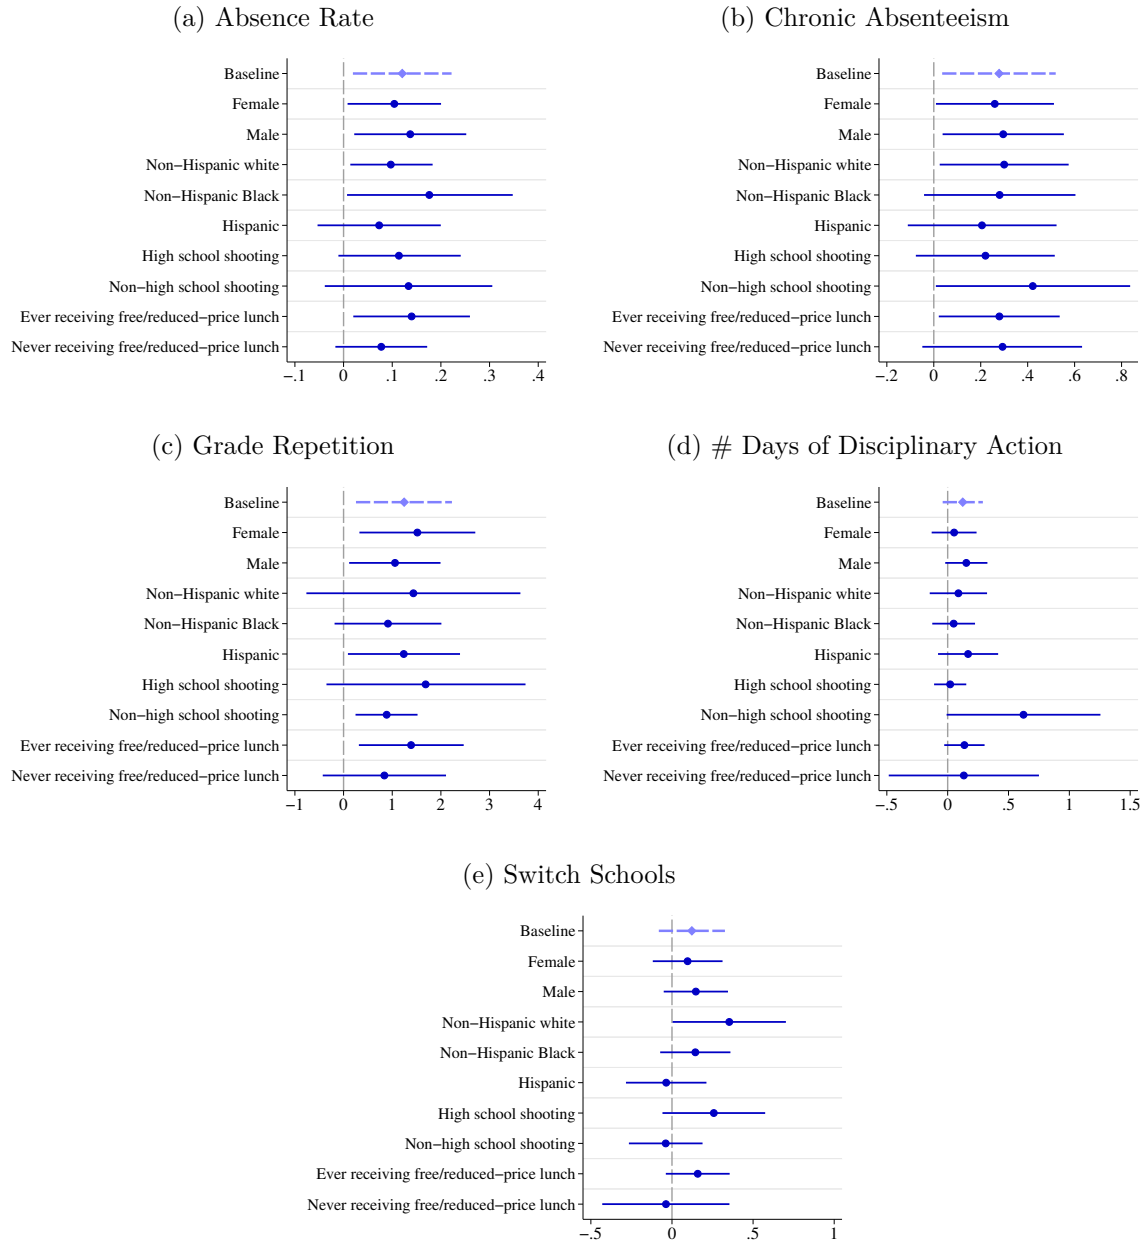 (a) Absence Rate
Baseline
Female
Male
Non−Hispanic white
Non−Hispanic Black
Hispanic
High school shooting
Non−high school shooting
Ever receiving free/reduced−price lunch
Never receiving free/reduced−price lunch
−.1 0 .1 .2 .3 .4
(b) Chronic Absenteeism
Baseline
Female
Male
Non−Hispanic white
Non−Hispanic Black
Hispanic
High school shooting
Non−high school shooting
Ever receiving free/reduced−price lunch
Never receiving free/reduced−price lunch
−.2 0 .2 .4 .6 .8
(c) Grade Repetition
Baseline
Female
Male
Non−Hispanic white
Non−Hispanic Black
Hispanic
High school shooting
Non−high school shooting
Ever receiving free/reduced−price lunch
Never receiving free/reduced−price lunch
−1 0 1 2 3 4
(d) # Days of Disciplinary Action
Baseline
Female
Male
Non−Hispanic white
Non−Hispanic Black
Hispanic
High school shooting
Non−high school shooting
Ever receiving free/reduced−price lunch
Never receiving free/reduced−price lunch
−.5 0 .5 1 1.5
(e) Switch Schools
Baseline
Female
Male
Non−Hispanic white
Non−Hispanic Black
Hispanic
High school shooting
Non−high school shooting
Ever receiving free/reduced−price lunch
Never receiving free/reduced−price lunch
−.5 0 .5 1